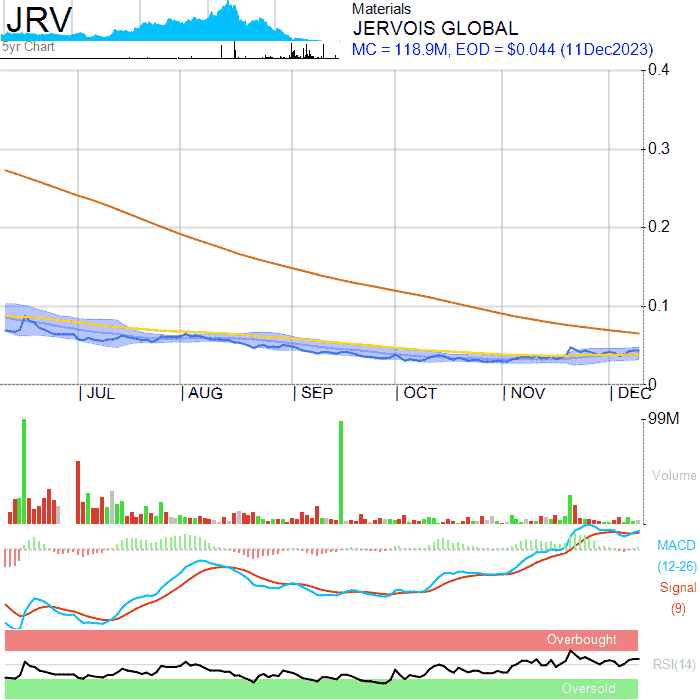 JRV
5yr Chart
Materials
JERVOIS GLOBAL
MC = 118.9M, EOD = $0.044 (11Dec2023)
0.4
0.3
0.2
0.1
0
JUL
AUG
SEP
OCT
NOV
DEC
99M
Volume
MACD
(12-26)
Signal
(9)
Overbought
RSI(14)
Oversold